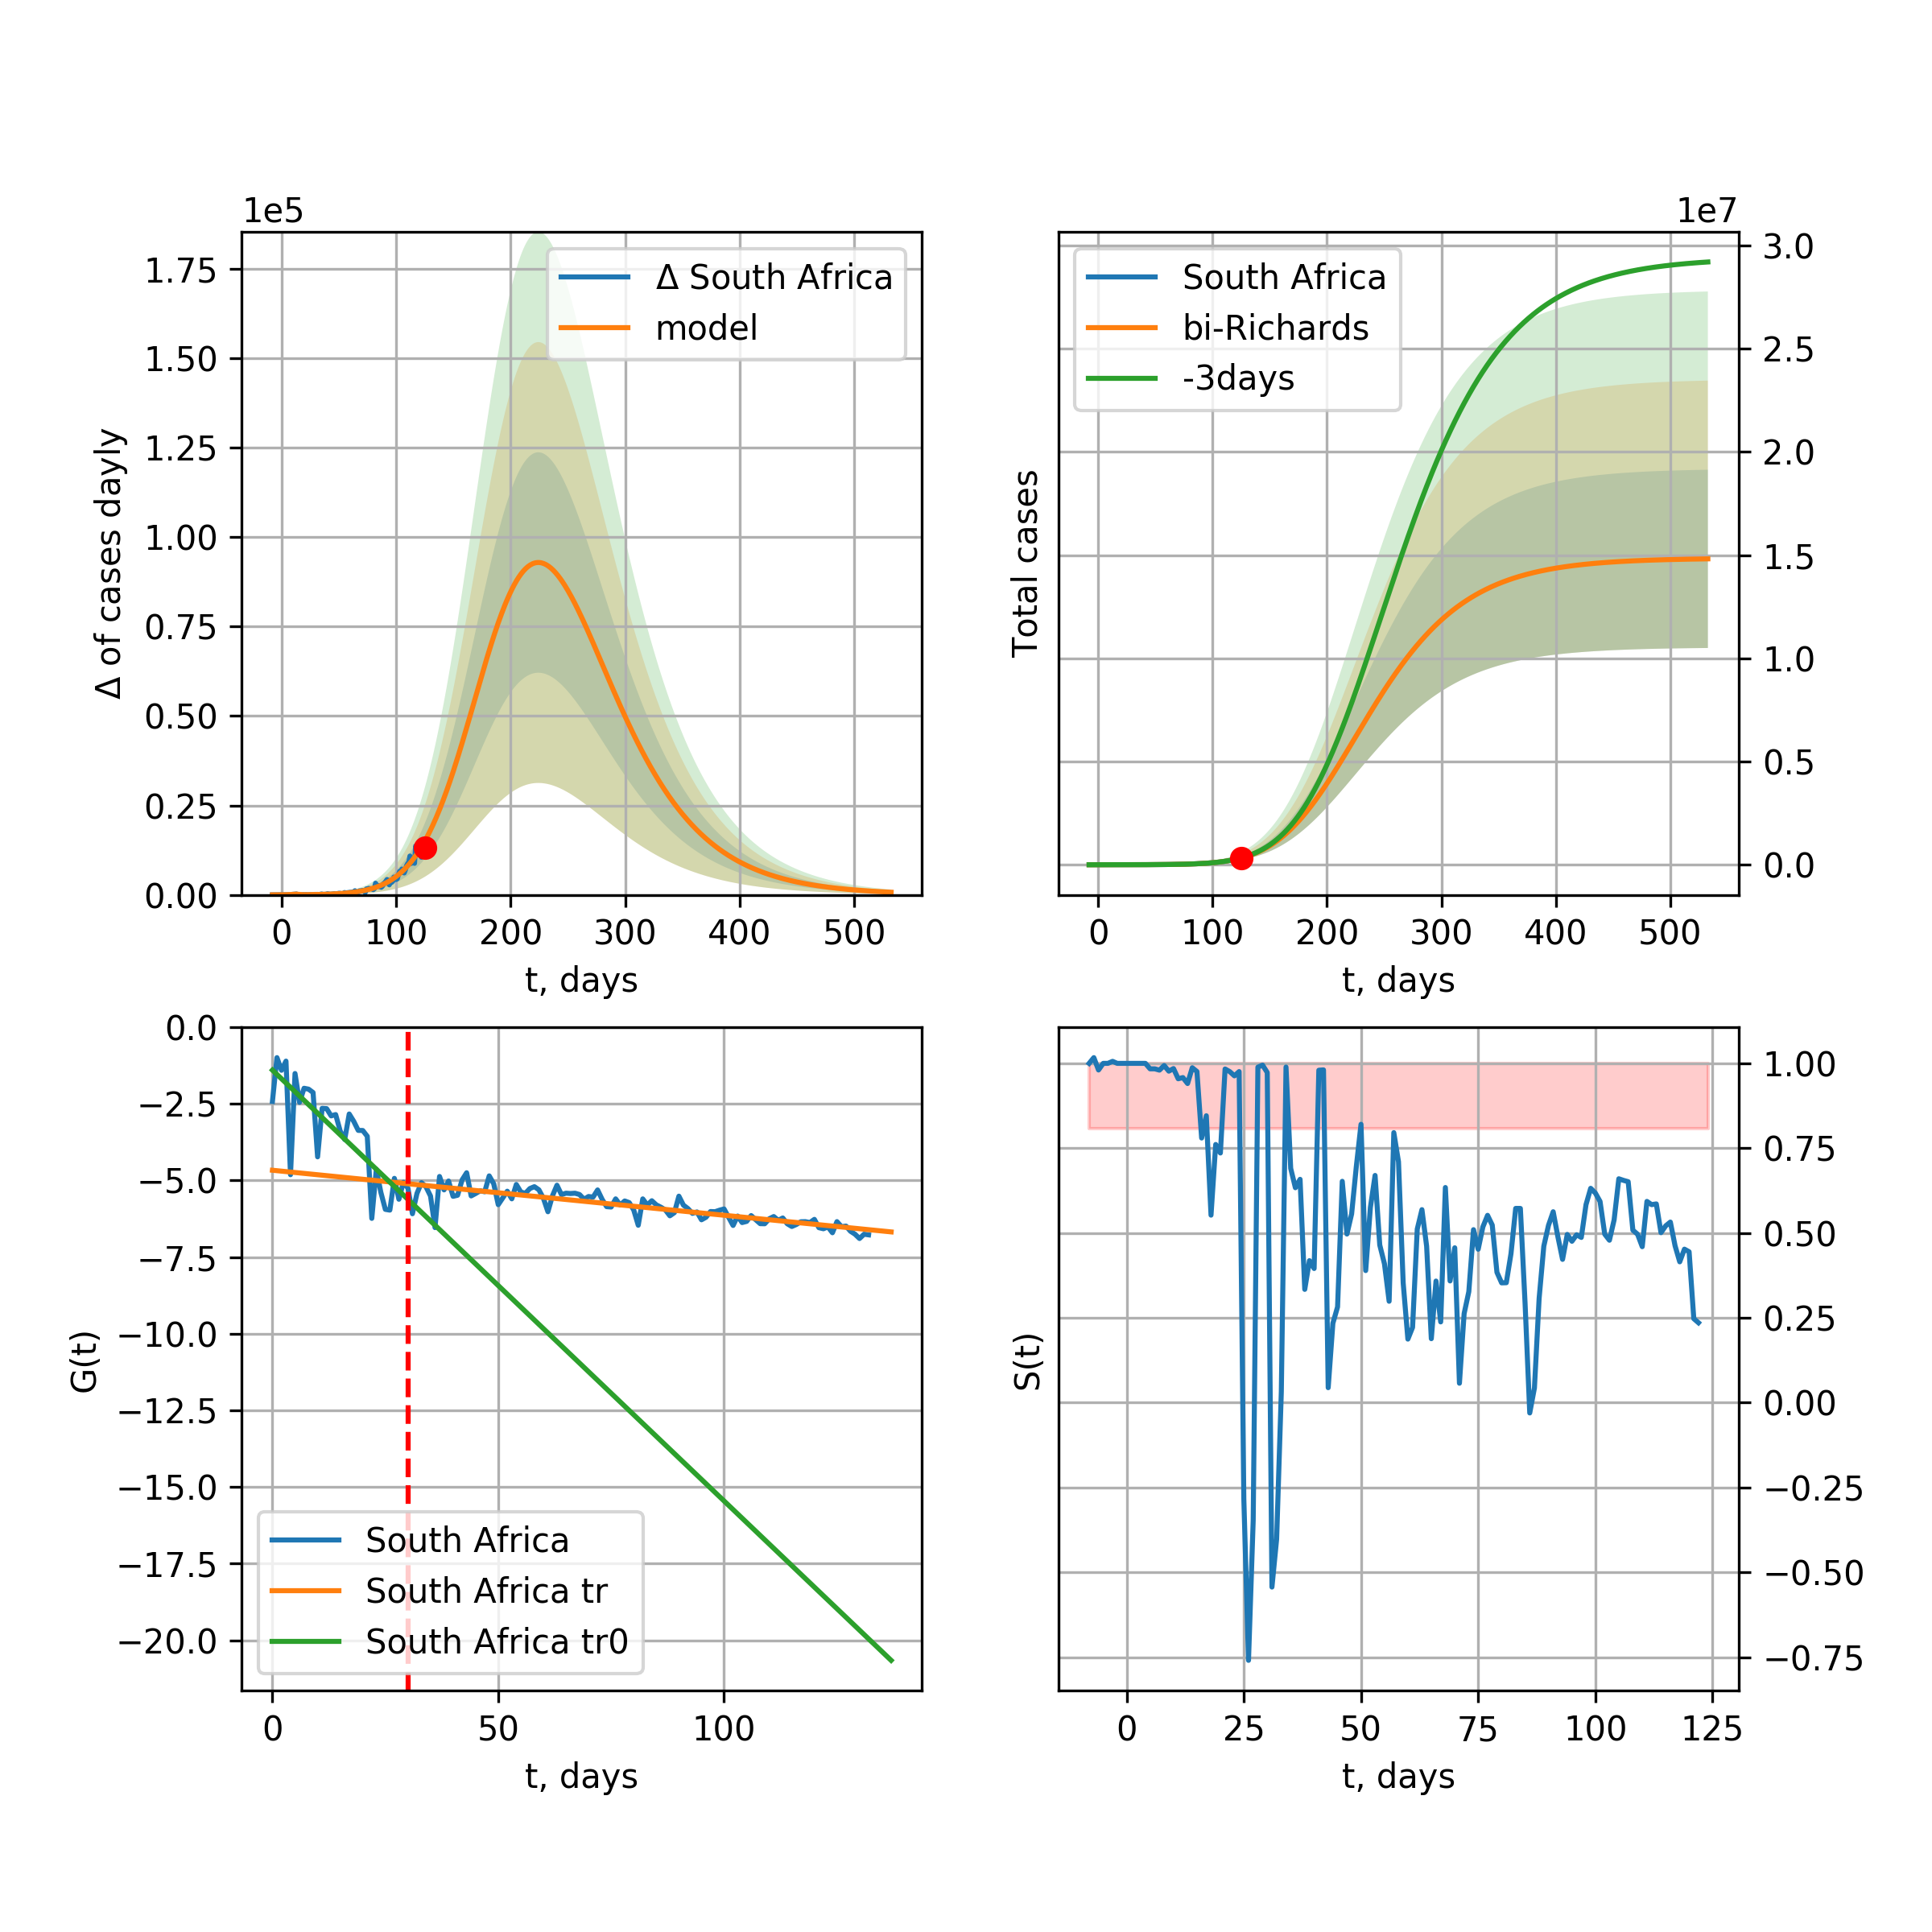 1e5
1.75
1.50
1.25
1.00
0.75
0.50
0.25
0.00
Δ of cases dayly
Δ South Africa
model
0 100 200 300 400 500
t, days
1e7
3.0
2.5
2.0
1.5
1.0
0.5
0.0
Total cases
South Africa
bi-Richards
-3days
0 100 200 300 400 500
t, days
0.0
−2.5
−5.0
−7.5
−10.0
−12.5
−15.0
−17.5
−20.0
G(t)
South Africa
South Africa tr
South Africa tr0
0 50 100
t, days
1.00
0.75
0.50
0.25
0.00
−0.25
−0.50
−0.75
S(t)
0 25 50 75 100 125
t, days